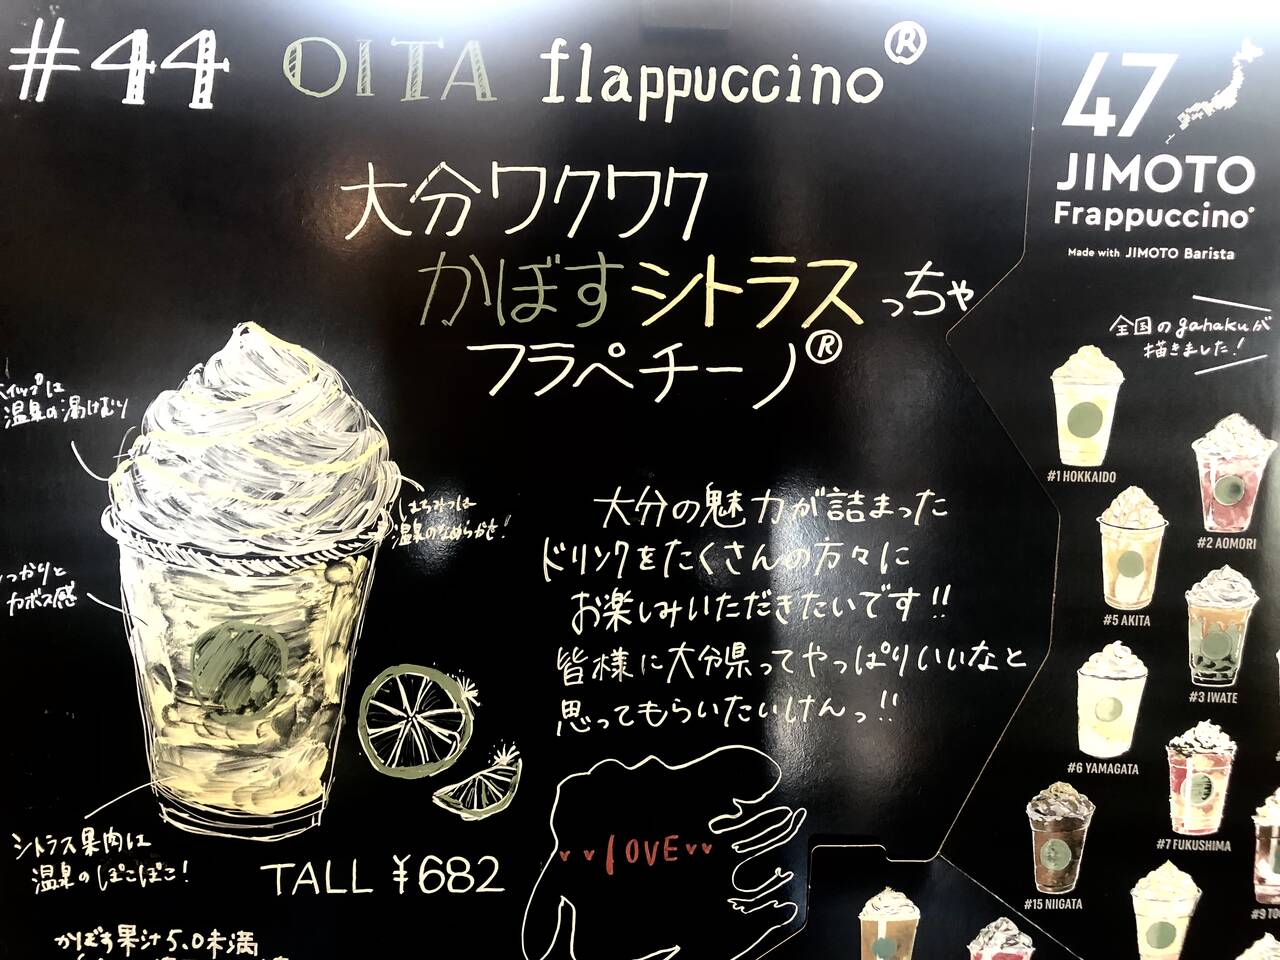 #44 OITA flappuccino®
大分ワクワク
かぼすシトラスっちゃ
フラペチーノ®
47
JIMOTO
Frappuccino®
Made with JIMOTO Barista
全国のgahakuが
描きました!
ホイップは
温泉の湯けむり
はちみつは
温泉のなめらかさ!
っかりと
カボス感
大分の魅力が詰まった
ドリンクをたくさんの方々に
お楽しみいただきたいです!!
皆様に大分県ってやっぱりいいなと
思ってもらいたいけんっ!!
LOVE
シトラス果肉は
温泉のぽこぽこ!
TALL ¥682
かぼす果汁5.0未満
#1 HOKKAIDO
#2 AOMORI
#5 AKITA
#3 IWATE
#6 YAMAGATA
#7 FUKUSHIMA
#15 NIIGATA
#9 TO